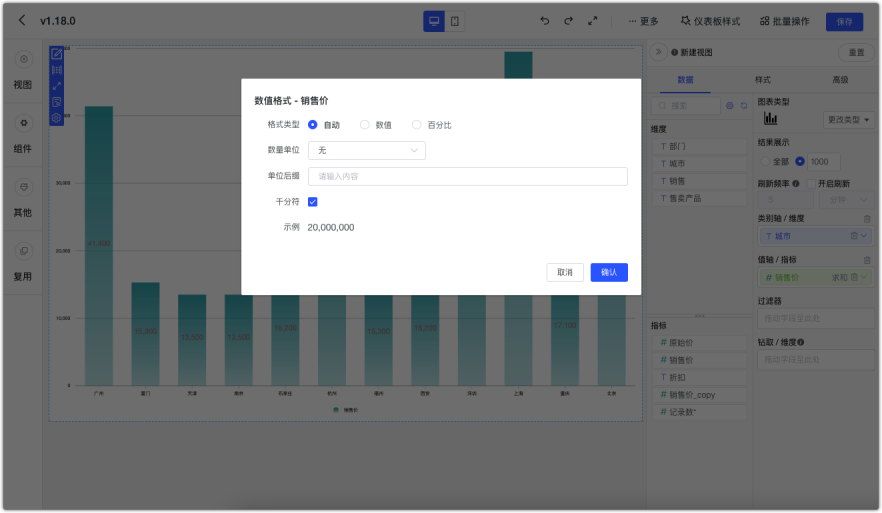 v1.18.0
更多
仪表板样式
批量操作
保存
视图
组件
其他
复用
30,000
20,000
10,000
0
41,400
15,300
13,500
13,500
16,200
16,200
17,100
广州
厦门
天津
南京
石家庄
杭州
福州
西安
深圳
上海
重庆
北京
销售价
数值格式 - 销售价
格式类型
自动
数值
百分比
数量单位
无
单位后缀
请输入内容
千分符
示例
20,000,000
取消
确认
新建视图
重置
数据
样式
高级
搜索
维度
T 部门
T 城市
T 销售
T 售卖产品
指标
# 原始价
# 销售价
T 折扣
# 销售价_copy
# 记录数*
图表类型
更改类型
结果展示
全部
1000
刷新频率
开启刷新
5
分钟
类别轴 / 维度
T 城市
值轴 / 指标
# 销售价
求和
过滤器
拖动字段至此处
钻取 / 维度
拖动字段至此处